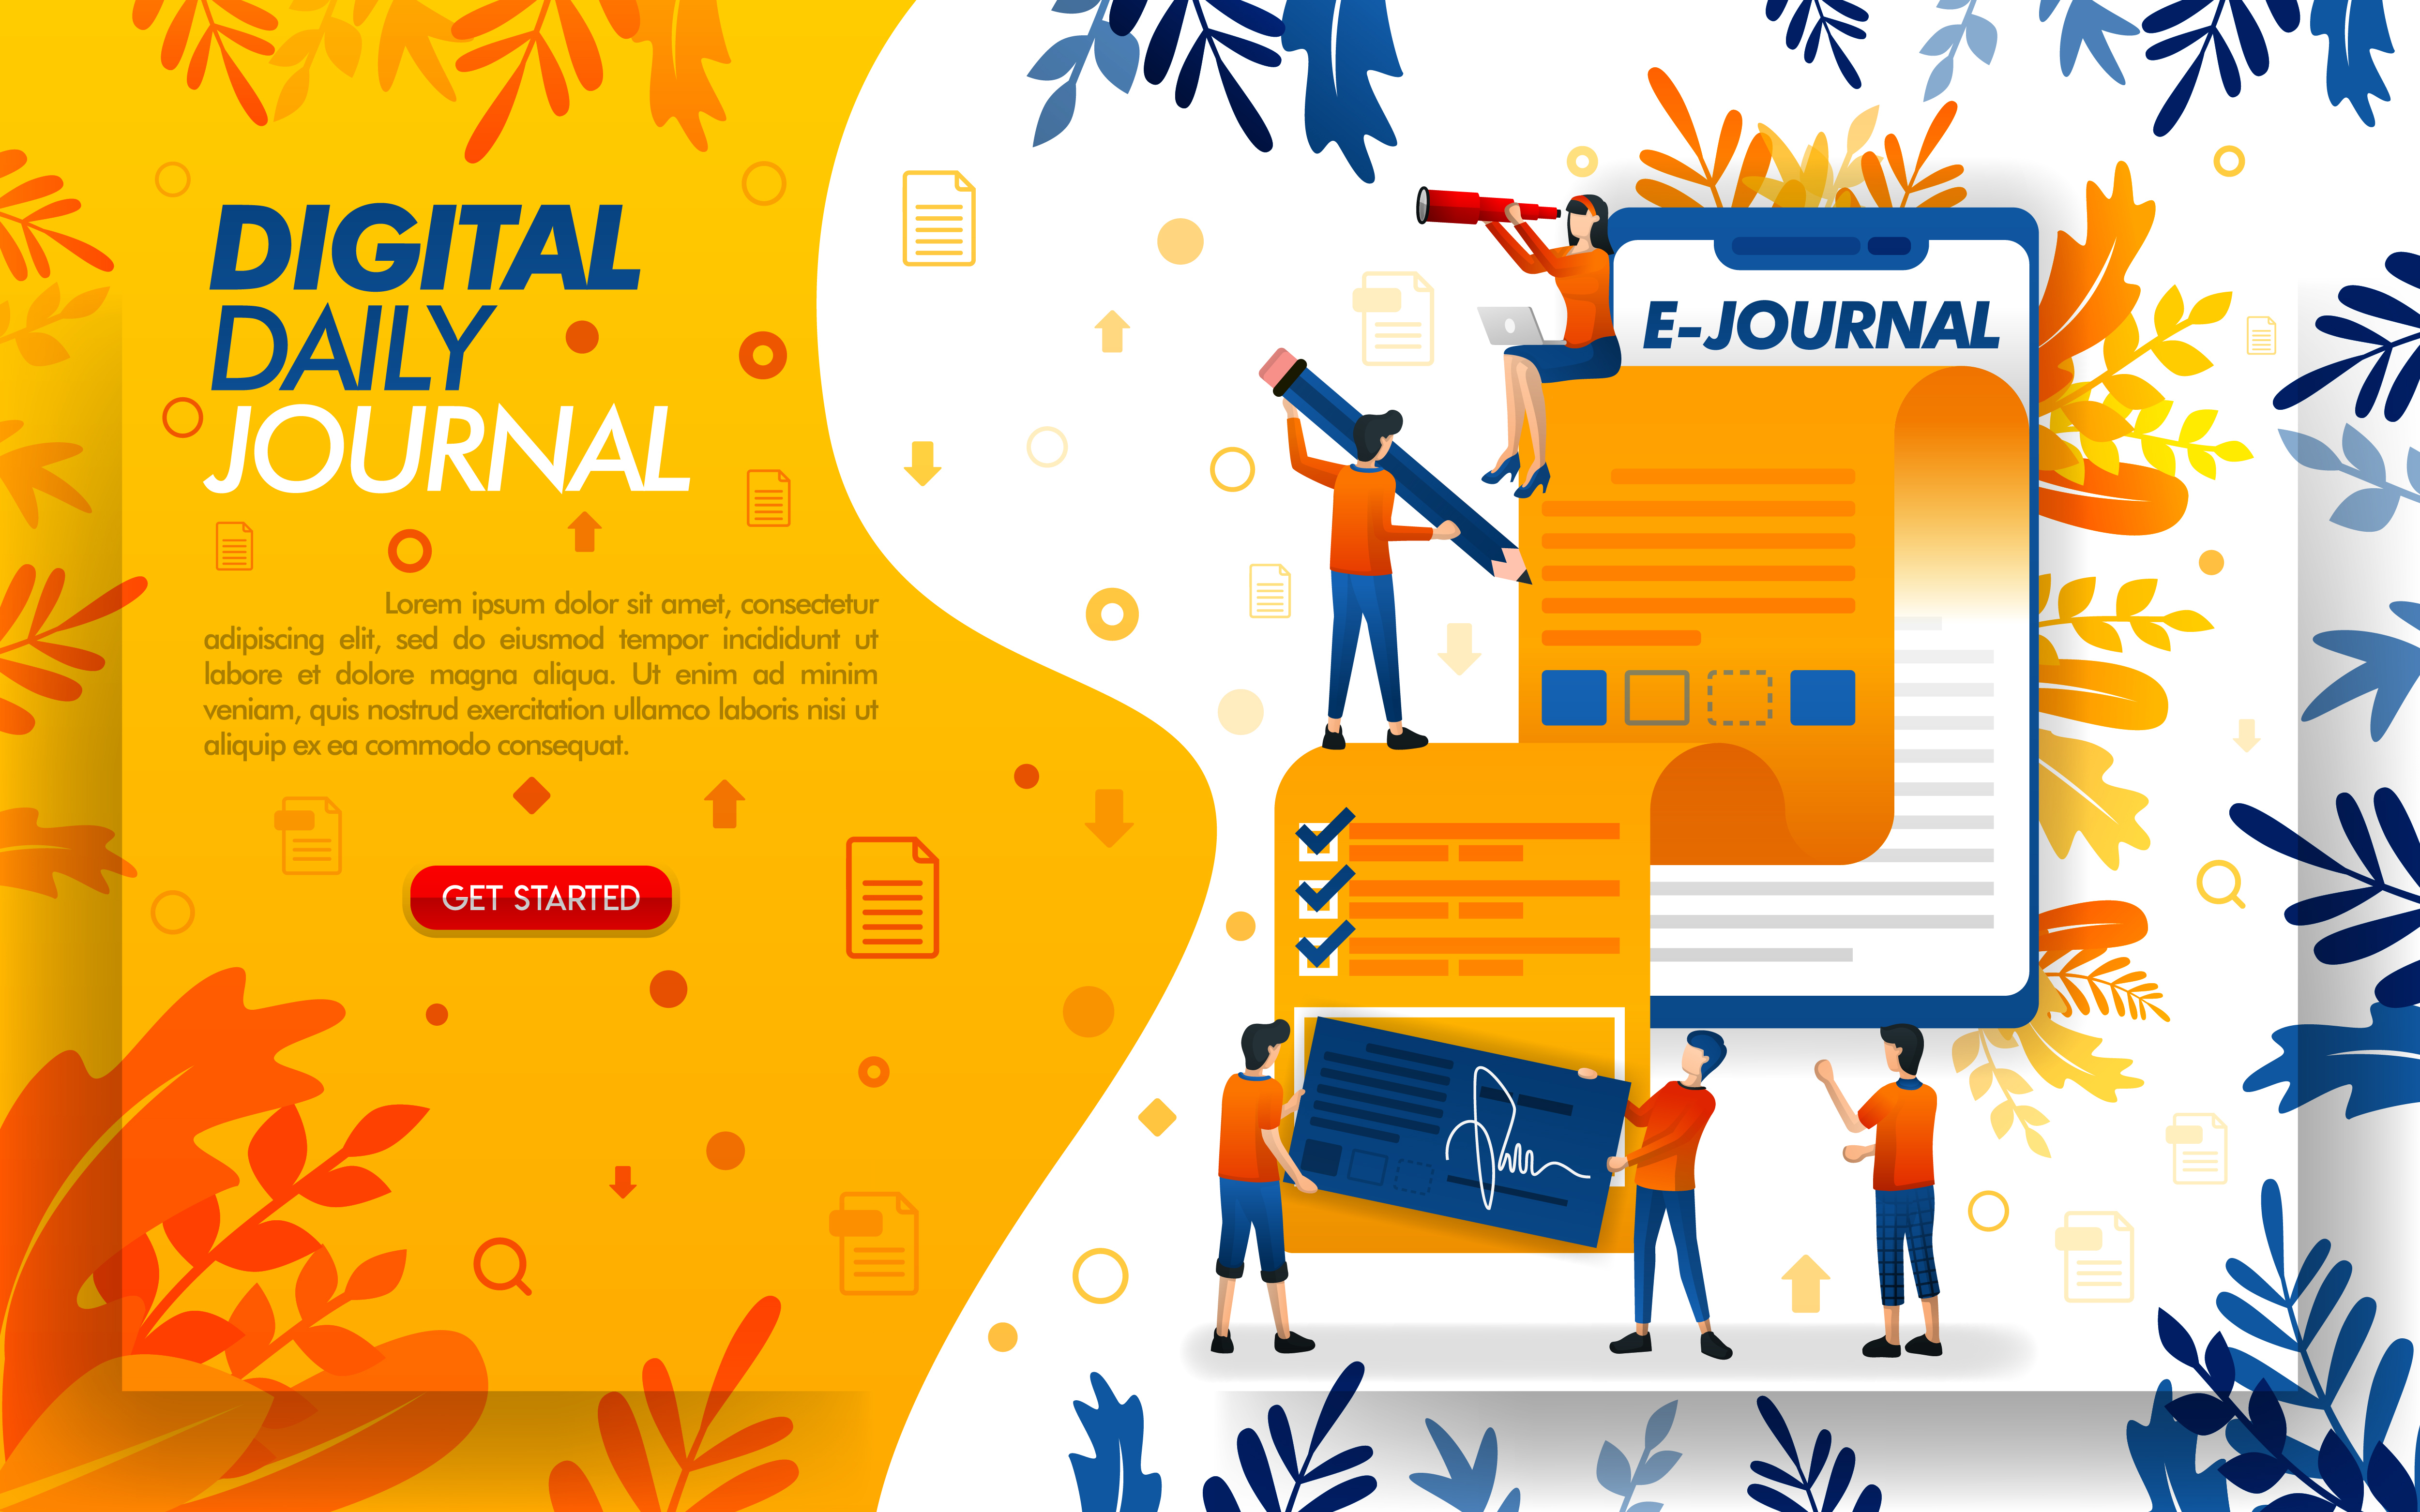 DIGITAL
DAILY
JOURNAL
Lorem ipsum dolor sit amet, consectetur
adipiscing elit, sed do eiusmod tempor incididunt ut
labore et dolore magna aliqua. Ut enim ad minim
veniam, quis nostrud exercitation ullamco laboris nisi ut
aliquip ex ea commodo consequat.
GET STARTED
E-JOURNAL